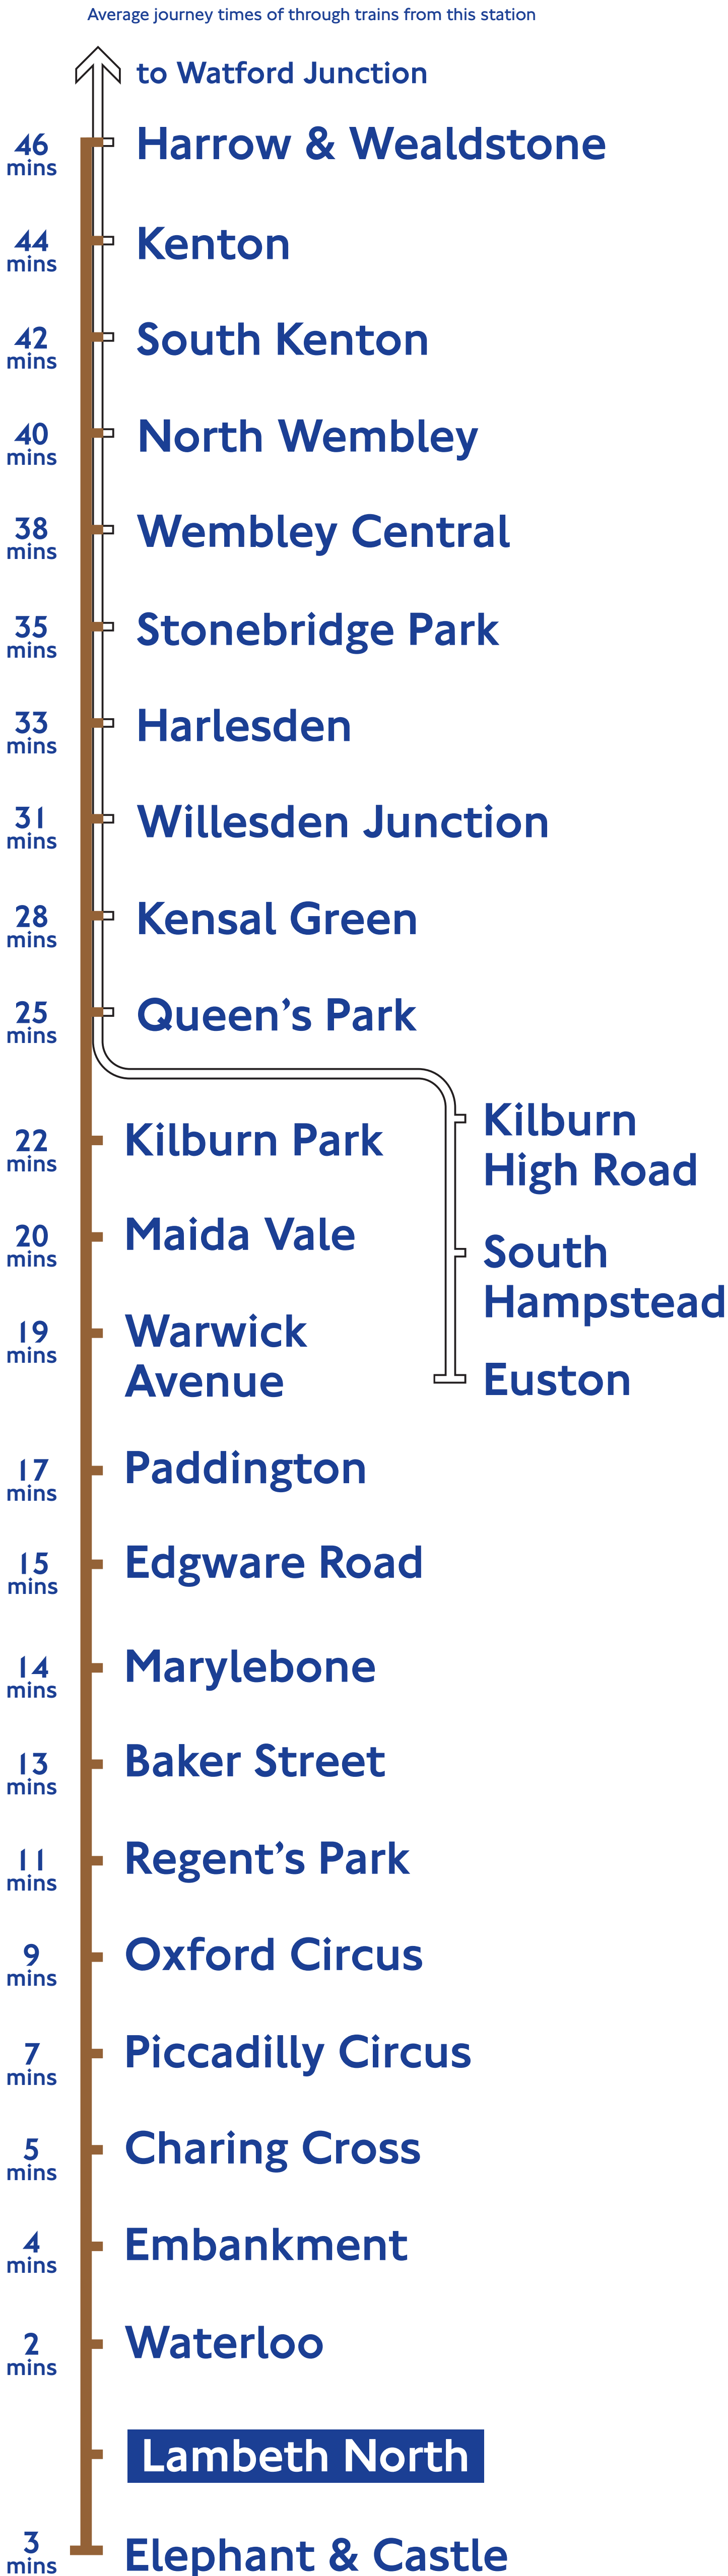 Average journey times of through trains from this station
to Watford Junction
46
mins
Harrow & Wealdstone
44
mins
Kenton
42
mins
South Kenton
40
mins
North Wembley
38
mins
Wembley Central
35
mins
Stonebridge Park
33
mins
Harlesden
31
mins
Willesden Junction
28
mins
Kensal Green
25
mins
Queen’s Park
Kilburn
High Road
22
mins
Kilburn Park
20
mins
Maida Vale
South
Hampstead
19
mins
Warwick
Avenue
Euston
17
mins
Paddington
15
mins
Edgware Road
14
mins
Marylebone
13
mins
Baker Street
11
mins
Regent’s Park
9
mins
Oxford Circus
7
mins
Piccadilly Circus
5
mins
Charing Cross
4
mins
Embankment
2
mins
Waterloo
Lambeth North
3
mins
Elephant & Castle